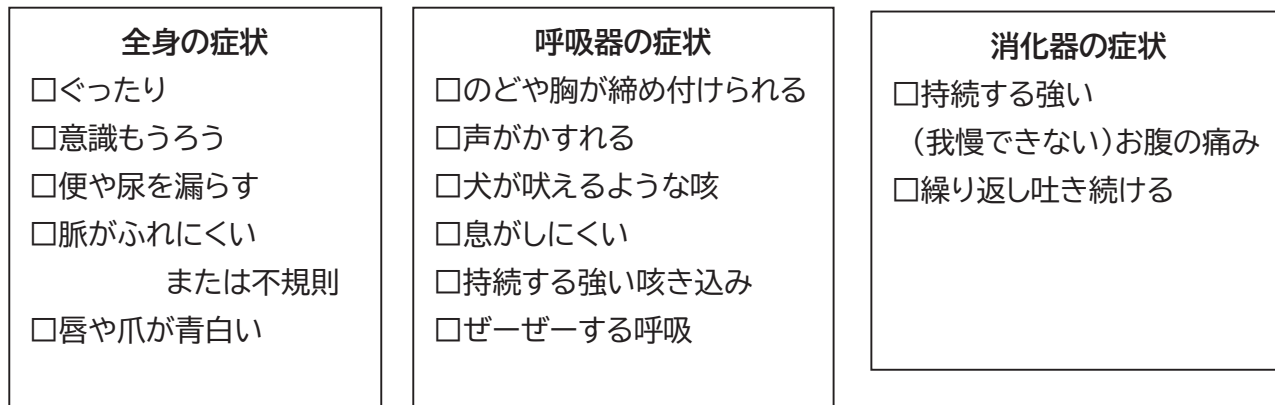 全身の症状
□ぐったり
□意識もうろう
□便や尿を漏らす
□脈がふれにくい
または不規則
□唇や爪が青白い
呼吸器の症状
□のどや胸が締め付けられる
□声がかすれる
□犬が吠えるような咳
□息がしにくい
□持続する強い咳き込み
□ぜーぜーする呼吸
消化器の症状
□持続する強い
（我慢できない）お腹の痛み
□繰り返し吐き続ける